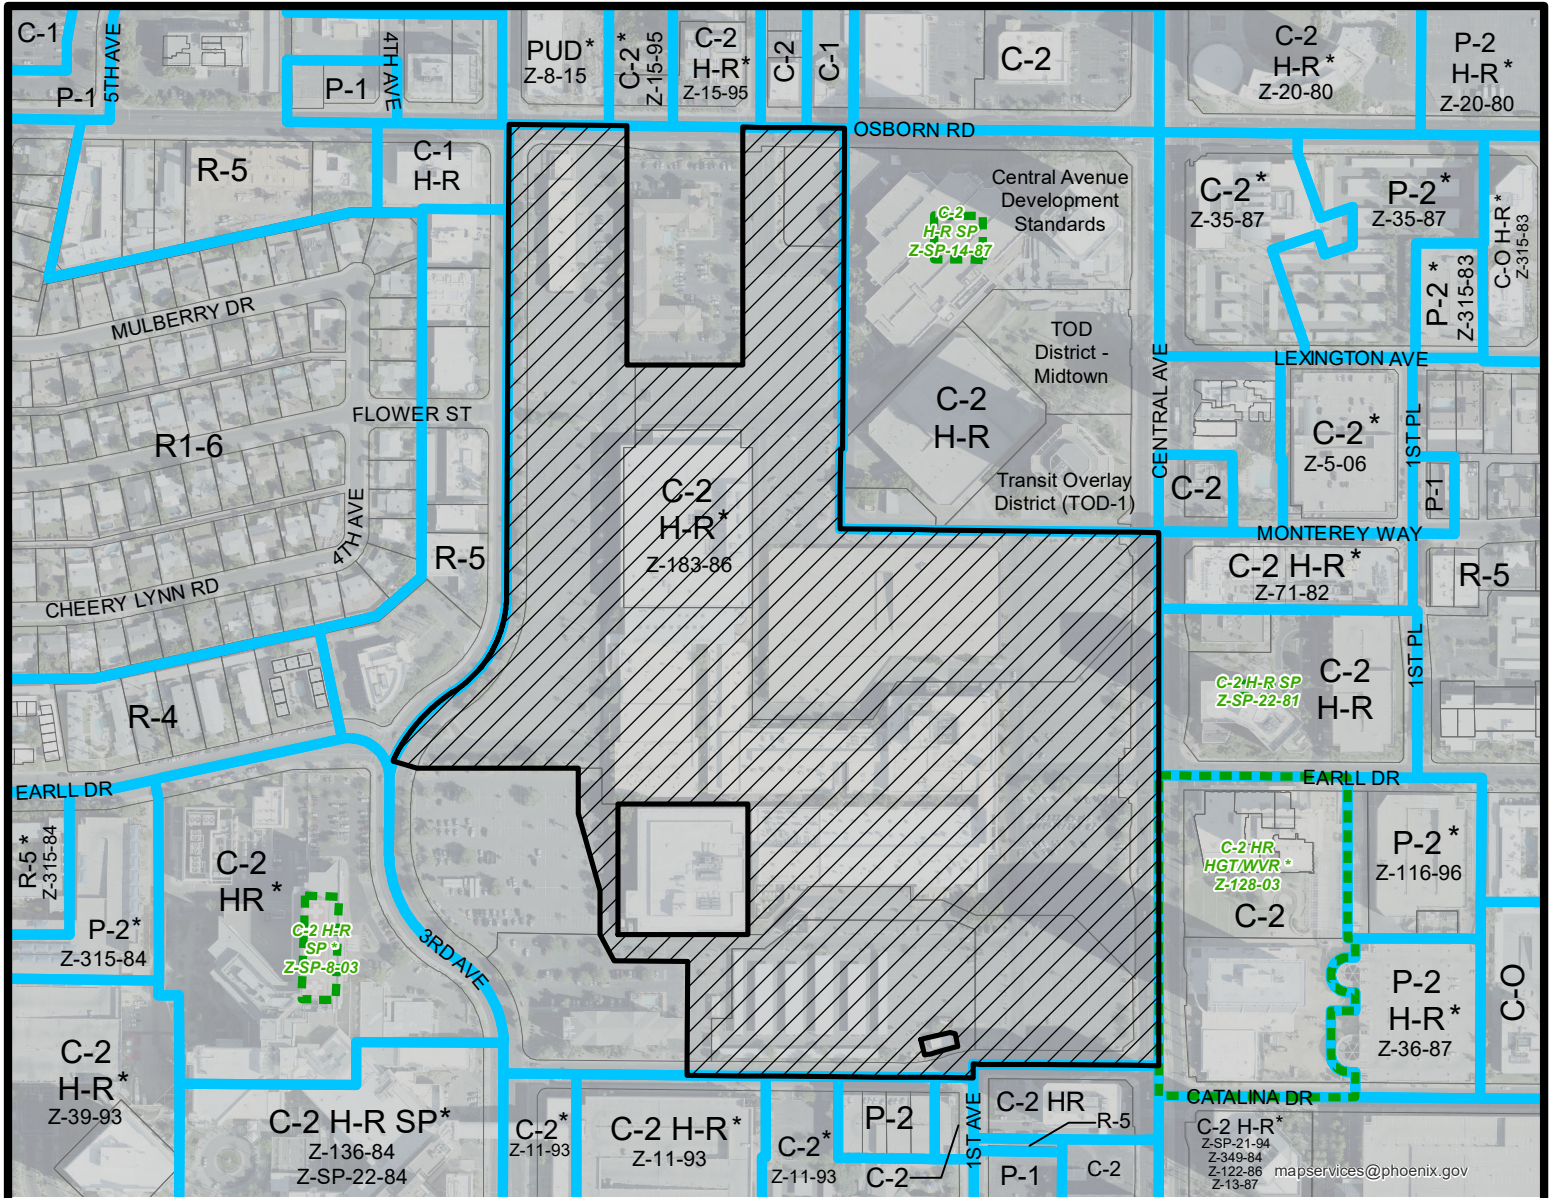 C-1
5TH AVE
P-1
P-1
4TH AVE
PUD*
Z-8-15
C-2*
Z-15-95
C-2
H-R*
Z-15-95
C-2
C-1
C-2
C-2
H-R*
Z-20-80
P-2
H-R*
Z-20-80
OSBORN RD
R-5
C-1
H-R
C-2
H-R SP
Z-SP-14-87
Central Avenue
Development
Standards
C-2*
Z-35-87
P-2*
Z-35-87
C-O H-R*
Z-315-83
P-2*
Z-315-83
MULBERRY DR
TOD
District -
Midtown
CENTRAL AVE
LEXINGTON AVE
FLOWER ST
C-2
H-R
R1-6
C-2*
Z-5-06
1ST PL
P-1
C-2
H-R*
Z-183-86
Transit Overlay
District (TOD-1)
C-2
4TH AVE
MONTEREY WAY
R-5
C-2 H-R*
Z-71-82
R-5
CHEERY LYNN RD
1ST PL
C-2 H-R SP
Z-SP-22-81
C-2
H-R
R-4
EARLL DR
EARLL DR
R-5*
Z-315-84
C-2
HR*
C-2 HR
HGT/WVR *
Z-128-03
C-2
P-2*
Z-116-96
P-2*
Z-315-84
C-2 H-R
SP *
Z-SP-8-03
3RD AVE
P-2
H-R*
Z-36-87
C-O
C-2
H-R*
Z-39-93
CATALINA DR
C-2 H-R SP*
Z-136-84
Z-SP-22-84
C-2*
Z-11-93
C-2 H-R*
Z-11-93
C-2*
Z-11-93
P-2
C-2
1ST AVE
C-2 HR
R-5
P-1
C-2
C-2 H-R*
Z-SP-21-94
Z-349-84
Z-122-86
Z-13-87
mapservices@phoenix.gov